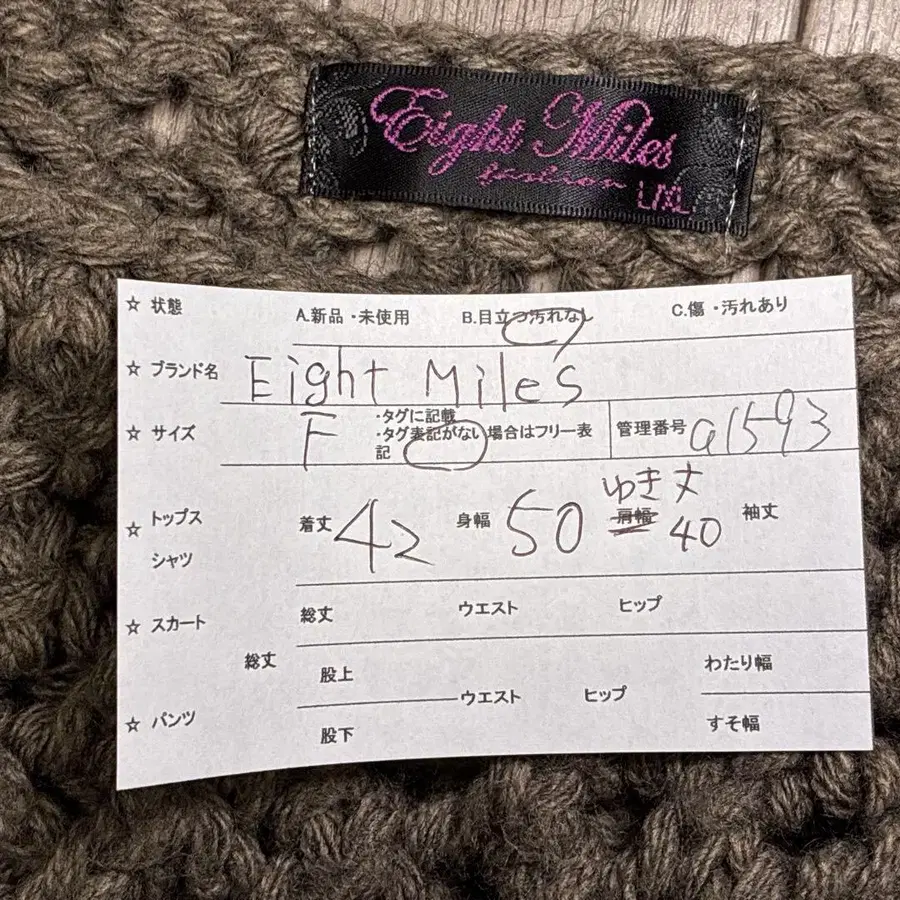 Eight Miles
fashion
L/XL
☆ 状態 A.新品・未使用 B.目立つ汚れなし C.傷・汚れあり
☆ ブランド名 Eight Miles
☆ サイズ F ・タグに記載
・タグ表記がない場合はフリー表記
管理番号 a1593
☆ トップス シャツ 着丈 42 身幅 50 肩幅 ゆき丈 40 袖丈
☆ スカート 総丈 ウエスト ヒップ
☆ パンツ 総丈 股上 股下 ウエスト ヒップ わたり幅 すそ幅